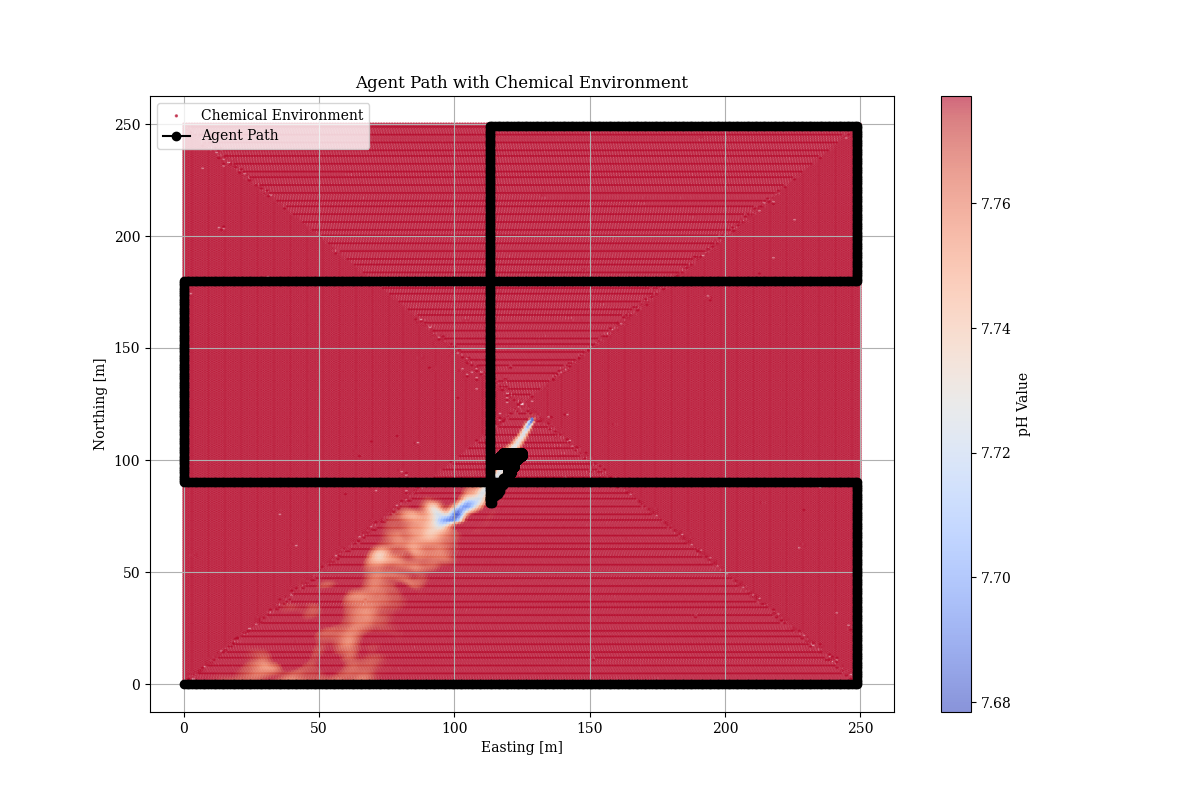 Agent Path with Chemical Environment
Chemical Environment
Agent Path
250
200
150
100
50
0
Northing [m]
0 50 100 150 200 250
Easting [m]
7.76
7.74
7.72
7.70
7.68
pH Value